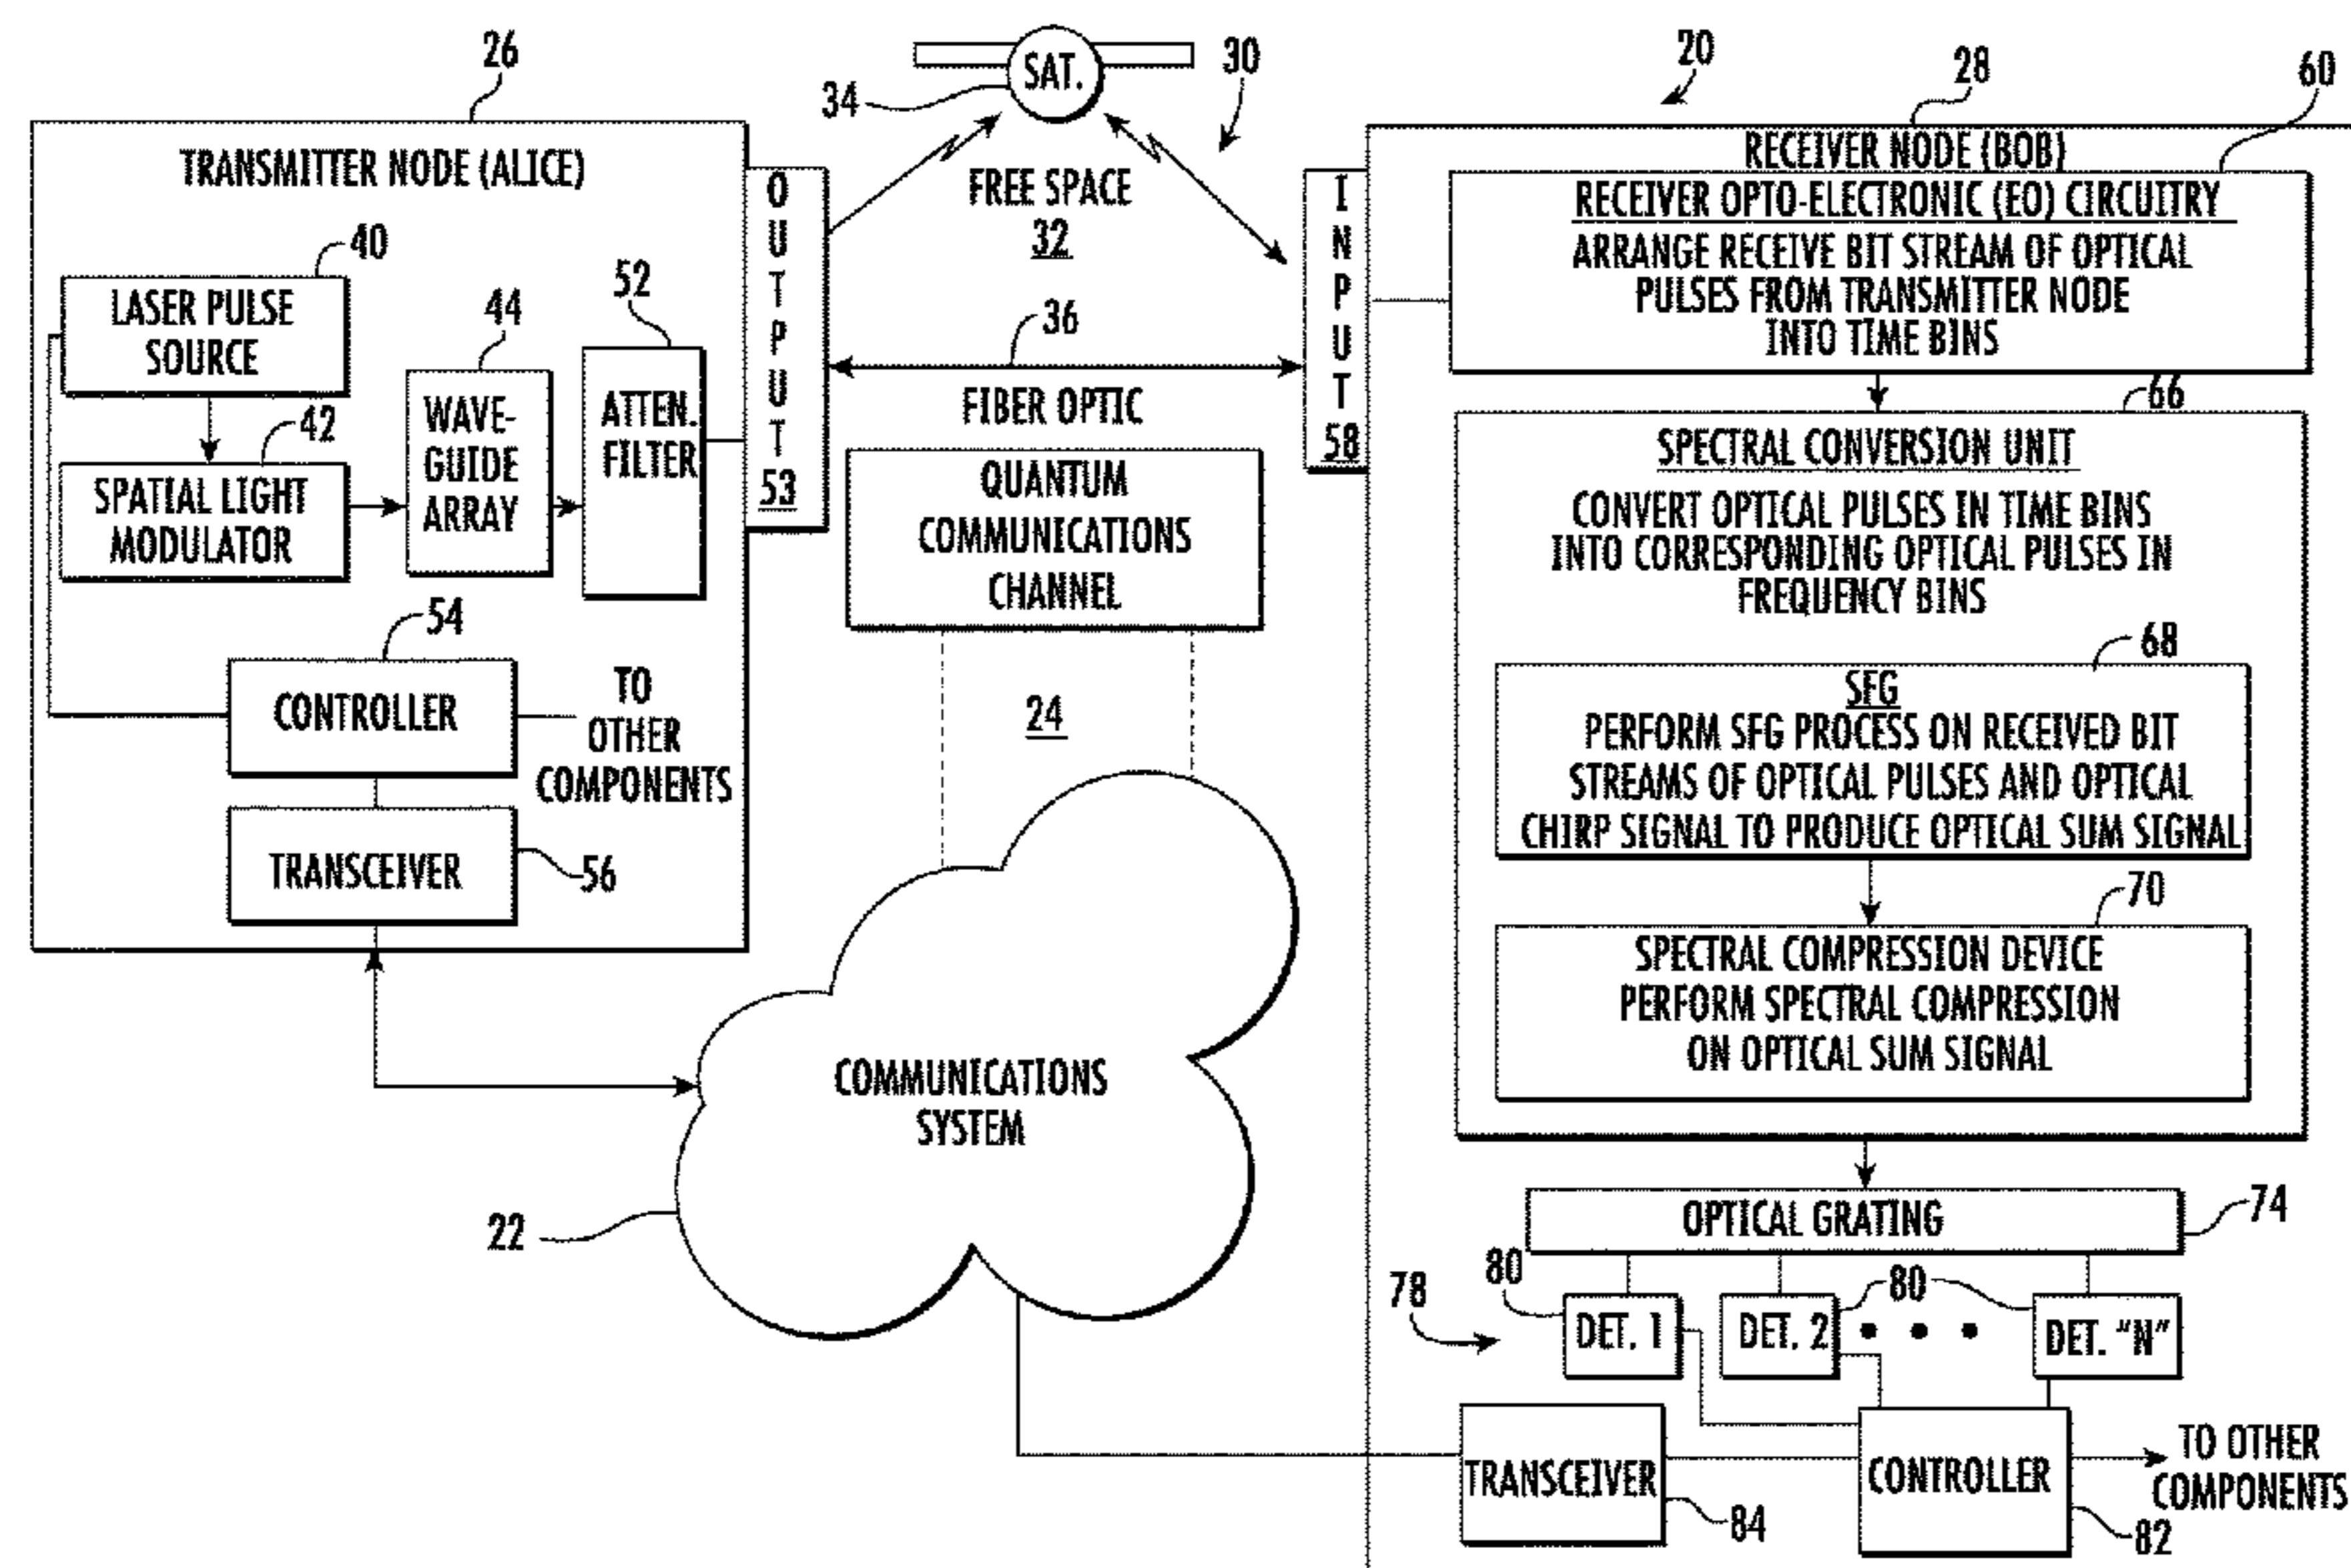 26
TRANSMITTER NODE (ALICE)
40
LASER PULSE
SOURCE
42
SPATIAL LIGHT
MODULATOR
44
WAVE-
GUIDE
ARRAY
52
ATTEN.
FILTER
OUTPUT
53
54
CONTROLLER
TO
OTHER
COMPONENTS
TRANSCEIVER
56
SAT.
34
30
FREE SPACE
32
36
FIBER OPTIC
QUANTUM
COMMUNICATIONS
CHANNEL
24
COMMUNICATIONS
SYSTEM
22
20
28
60
INPUT
58
RECEIVER NODE (BOB)
RECEIVER OPTO-ELECTRONIC (EO) CIRCUITRY
ARRANGE RECEIVE BIT STREAM OF OPTICAL
PULSES FROM TRANSMITTER NODE
INTO TIME BINS
66
SPECTRAL CONVERSION UNIT
CONVERT OPTICAL PULSES IN TIME BINS
INTO CORRESPONDING OPTICAL PULSES IN
FREQUENCY BINS
68
SFG
PERFORM SFG PROCESS ON RECEIVED BIT
STREAMS OF OPTICAL PULSES AND OPTICAL
CHIRP SIGNAL TO PRODUCE OPTICAL SUM SIGNAL
70
SPECTRAL COMPRESSION DEVICE
PERFORM SPECTRAL COMPRESSION
ON OPTICAL SUM SIGNAL
OPTICAL GRATING
74
78
80
80
DET. 1
DET. 2
• • •
DET. "N"
TRANSCEIVER
84
CONTROLLER
82
TO OTHER
COMPONENTS